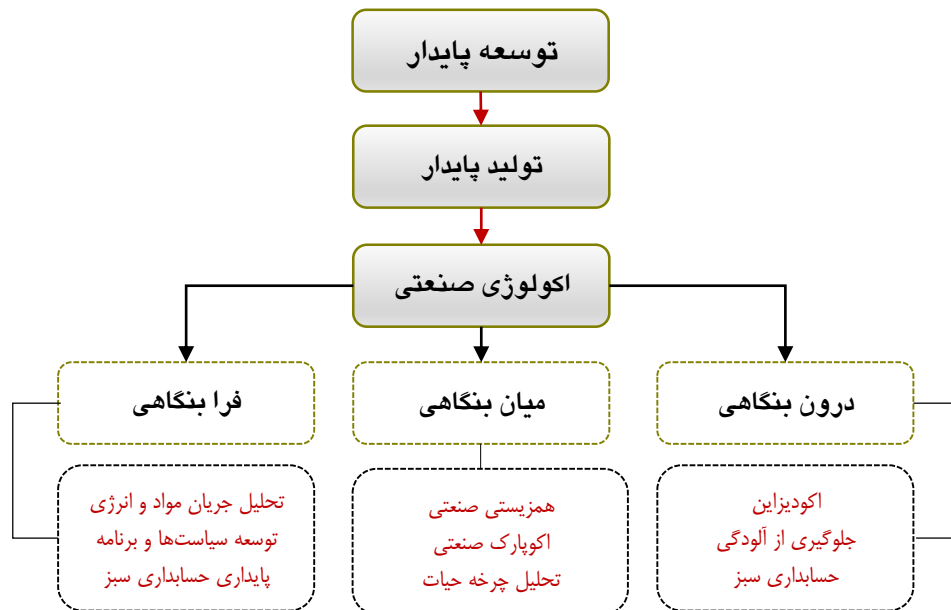 توسعه پایدار
تولید پایدار
اکولوژی صنعتی
درون بنگاهی
میان بنگاهی
فرا بنگاهی
اکودیزاین
جلوگیری از آلودگی
حسابداری سبز
همزیستی صنعتی
اکوپارک صنعتی
تحلیل چرخه حیات
تحلیل جریان مواد و انرژی
توسعه سیاست‌ها و برنامه
پایداری حسابداری سبز